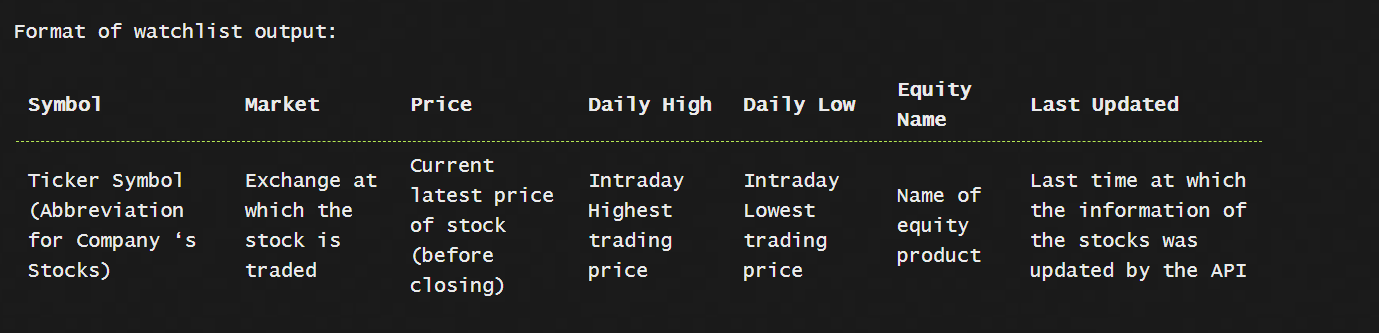 Format of watchlist output:
Symbol
Market
Price
Daily High
Daily Low
Equity
Name
Last Updated
Ticker Symbol
(Abbreviation
for Company ‘s
Stocks)
Exchange at
which the
stock is
traded
Current
latest price
of stock
(before
closing)
Intraday
Highest
trading
price
Intraday
Lowest
trading
price
Name of
equity
product
Last time at which
the information of
the stocks was
updated by the API